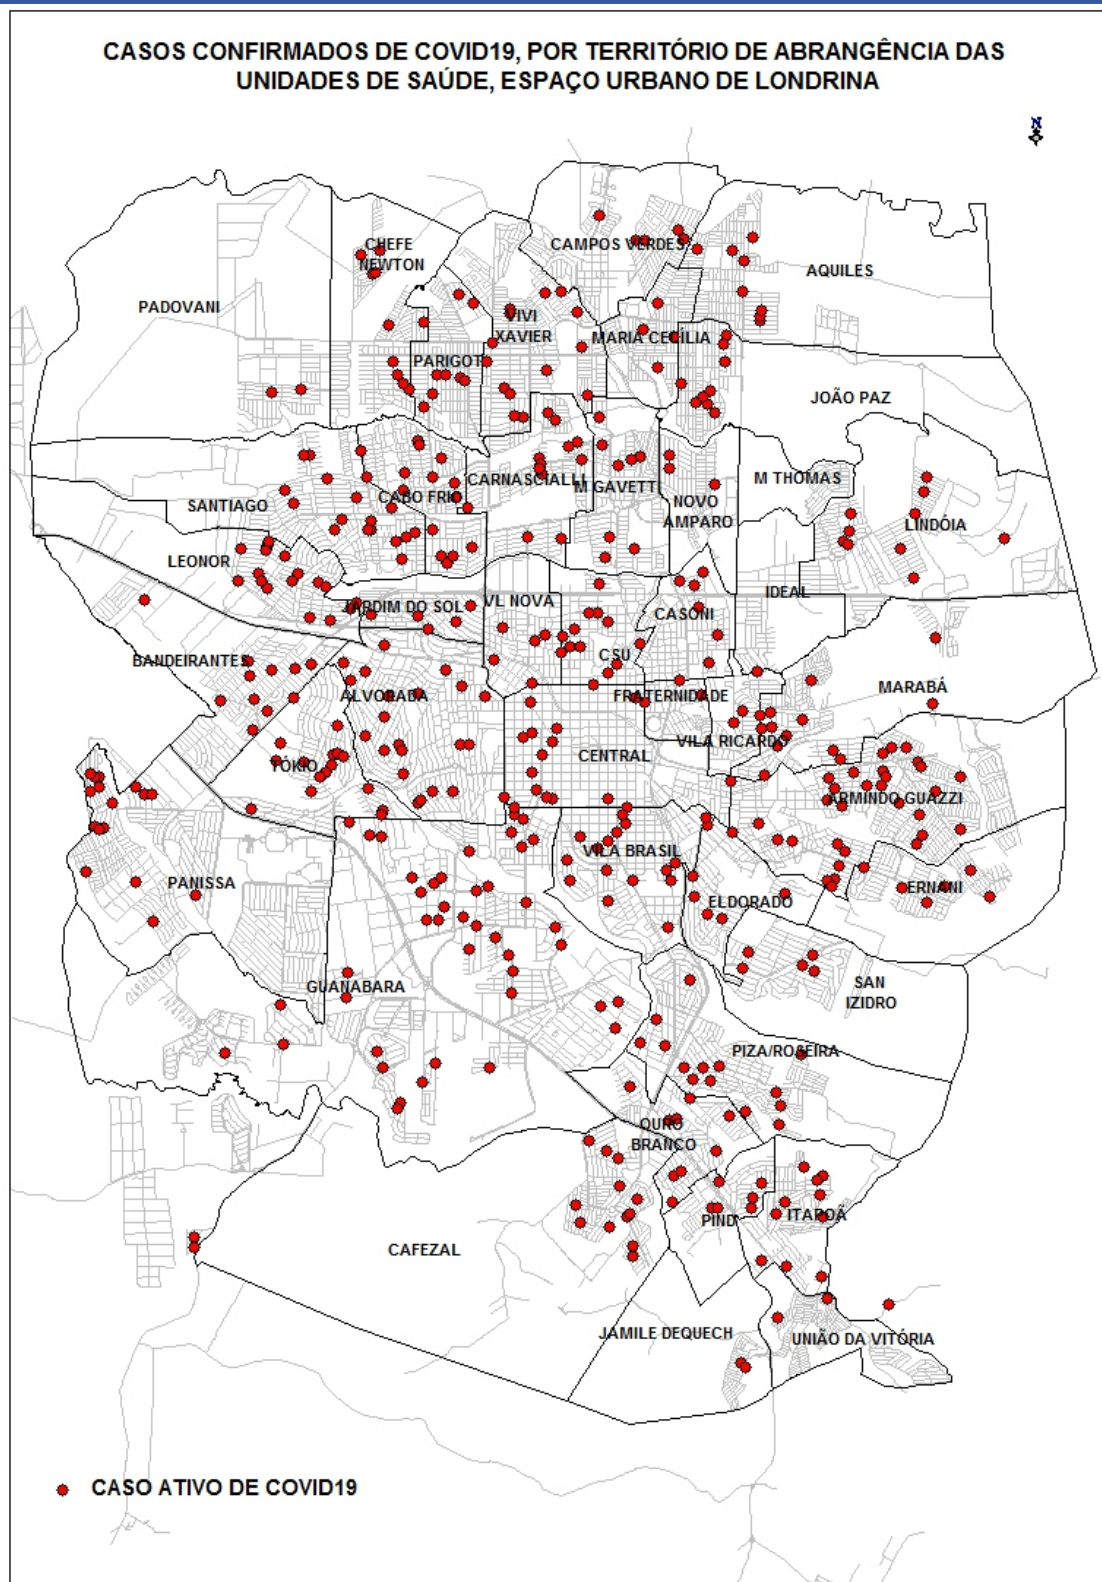 CASOS CONFIRMADOS DE COVID19, POR TERRITÓRIO DE ABRANGÊNCIA DAS
UNIDADES DE SAÚDE, ESPAÇO URBANO DE LONDRINA
N
CHEFE
NEWTON
CAMPOS VERDES
AQUILES
PADOVANI
VIVI
XAVIER
MARIA CECÍLIA
PARIGOT
JOÃO PAZ
CARNASCIALLI
M GAVETTI
M THOMAS
SANTIAGO
CABO FRIO
NOVO
AMPARO
LINDÓIA
LEONOR
IDEAL
JARDIM DO SOL
VL NOVA
CASONI
CSU
BANDEIRANTES
ALVORADA
FRATERNIDADE
MARABÁ
VILA RICARDO
CENTRAL
TÓKIO
ARMINDO GUAZZI
VILA BRASIL
PANISSA
ERNANI
ELDORADO
GUANABARA
SAN
IZIDRO
PIZA/ROSEIRA
OURO
BRANCO
PIND
ITAPOÃ
CAFEZAL
JAMILE DEQUECH
UNIÃO DA VITÓRIA
CASO ATIVO DE COVID19